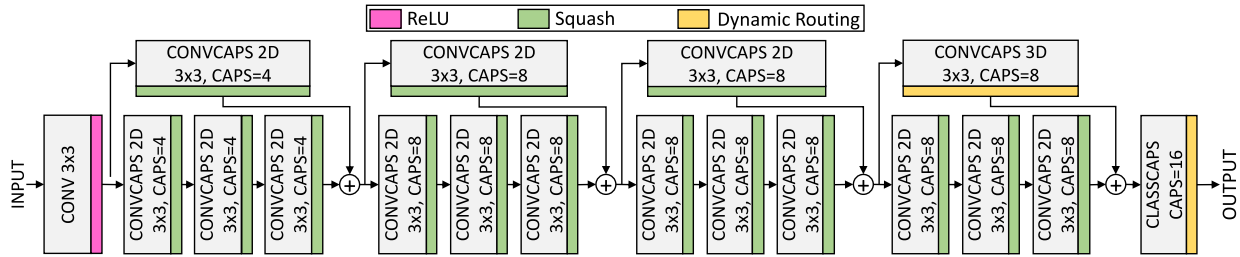 ReLU
Squash
Dynamic Routing
CONVCAPS 2D
3x3, CAPS=4
CONVCAPS 2D
3x3, CAPS=8
CONVCAPS 2D
3x3, CAPS=8
CONVCAPS 3D
3x3, CAPS=8
INPUT
CONV 3x3
CONVCAPS 2D
3x3, CAPS=4
CONVCAPS 2D
3x3, CAPS=4
CONVCAPS 2D
3x3, CAPS=4
+
CONVCAPS 2D
3x3, CAPS=8
CONVCAPS 2D
3x3, CAPS=8
CONVCAPS 2D
3x3, CAPS=8
+
CONVCAPS 2D
3x3, CAPS=8
CONVCAPS 2D
3x3, CAPS=8
CONVCAPS 2D
3x3, CAPS=8
+
CONVCAPS 2D
3x3, CAPS=8
CONVCAPS 2D
3x3, CAPS=8
CONVCAPS 2D
3x3, CAPS=8
+
CLASSCAPS
CAPS=16
OUTPUT